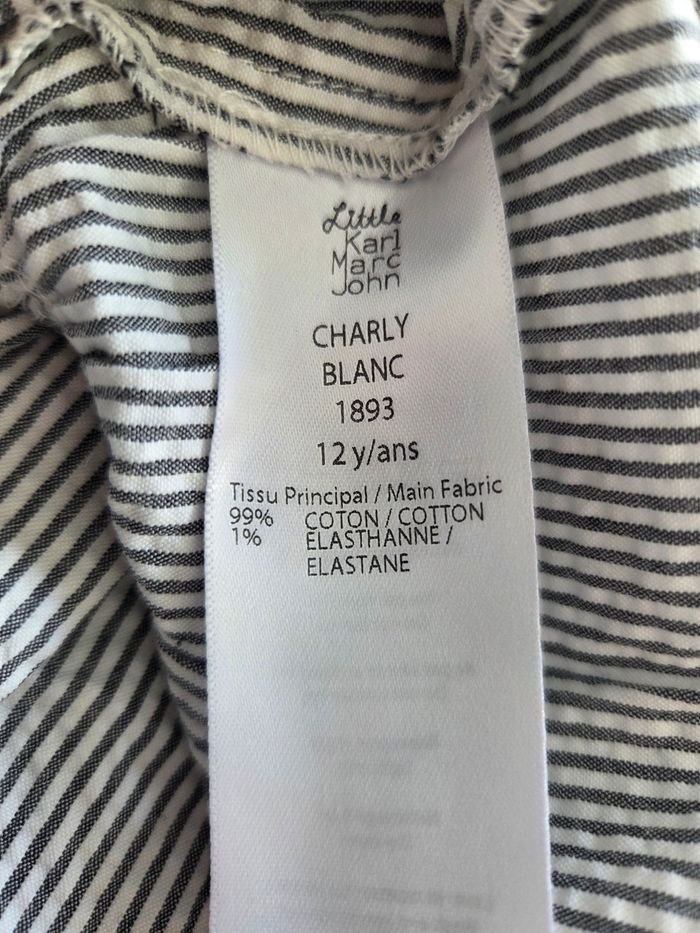 Little
Karl
Marc
John
CHARLY
BLANC
1893
12 y/ans
Tissu Principal / Main Fabric
99% COTON / COTTON
1% ELASTHANNE /
ELASTANE